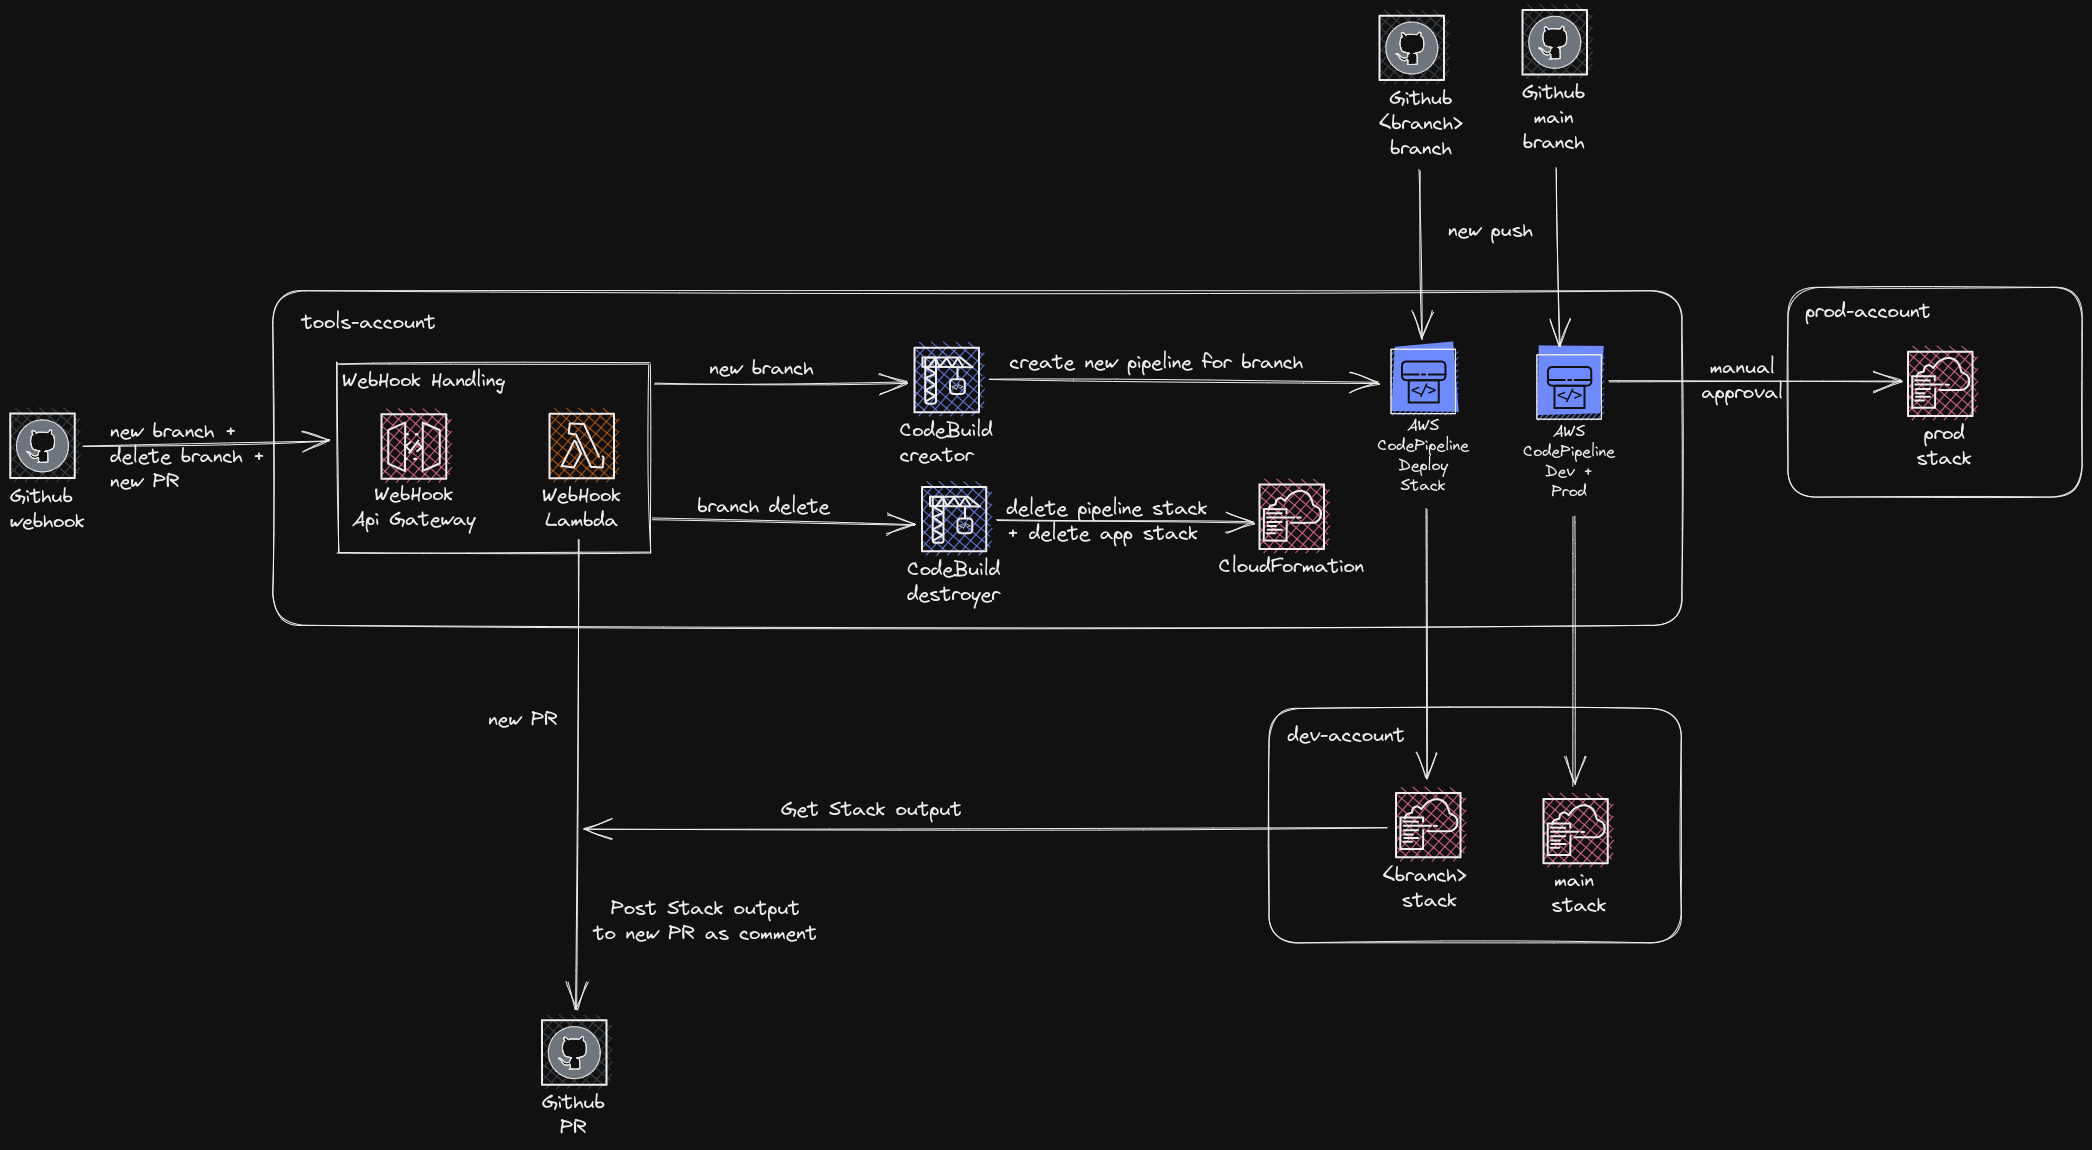 Github
<branch>
branch
Github
main
branch
new push
tools-account
prod-account
WebHook Handling
new branch
create new pipeline for branch
manual
approval
new branch +
delete branch +
new PR
Github
webhook
WebHook
Api Gateway
WebHook
Lambda
CodeBuild
creator
AWS
CodePipeline
Deploy
Stack
AWS
CodePipeline
Dev +
Prod
prod
stack
branch delete
delete pipeline stack
+ delete app stack
CodeBuild
destroyer
CloudFormation
new PR
dev-account
Get Stack output
<branch>
stack
main
stack
Post Stack output
to new PR as comment
Github
PR